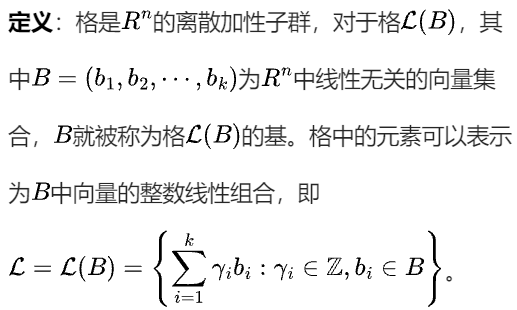 定义：格是$R^n$的离散加性子群，对于格$\mathcal{L}(B)$，其
中$B = (b_1, b_2, \cdots, b_k)$为$R^n$中线性无关的向量集
合，$B$就被称为格$\mathcal{L}(B)$的基。格中的元素可以表示
为$B$中向量的整数线性组合，即
$\mathcal{L} = \mathcal{L}(B) = \left\{ \sum_{i=1}^{k} \gamma_i b_i : \gamma_i \in \mathbb{Z}, b_i \in B \right\}$。